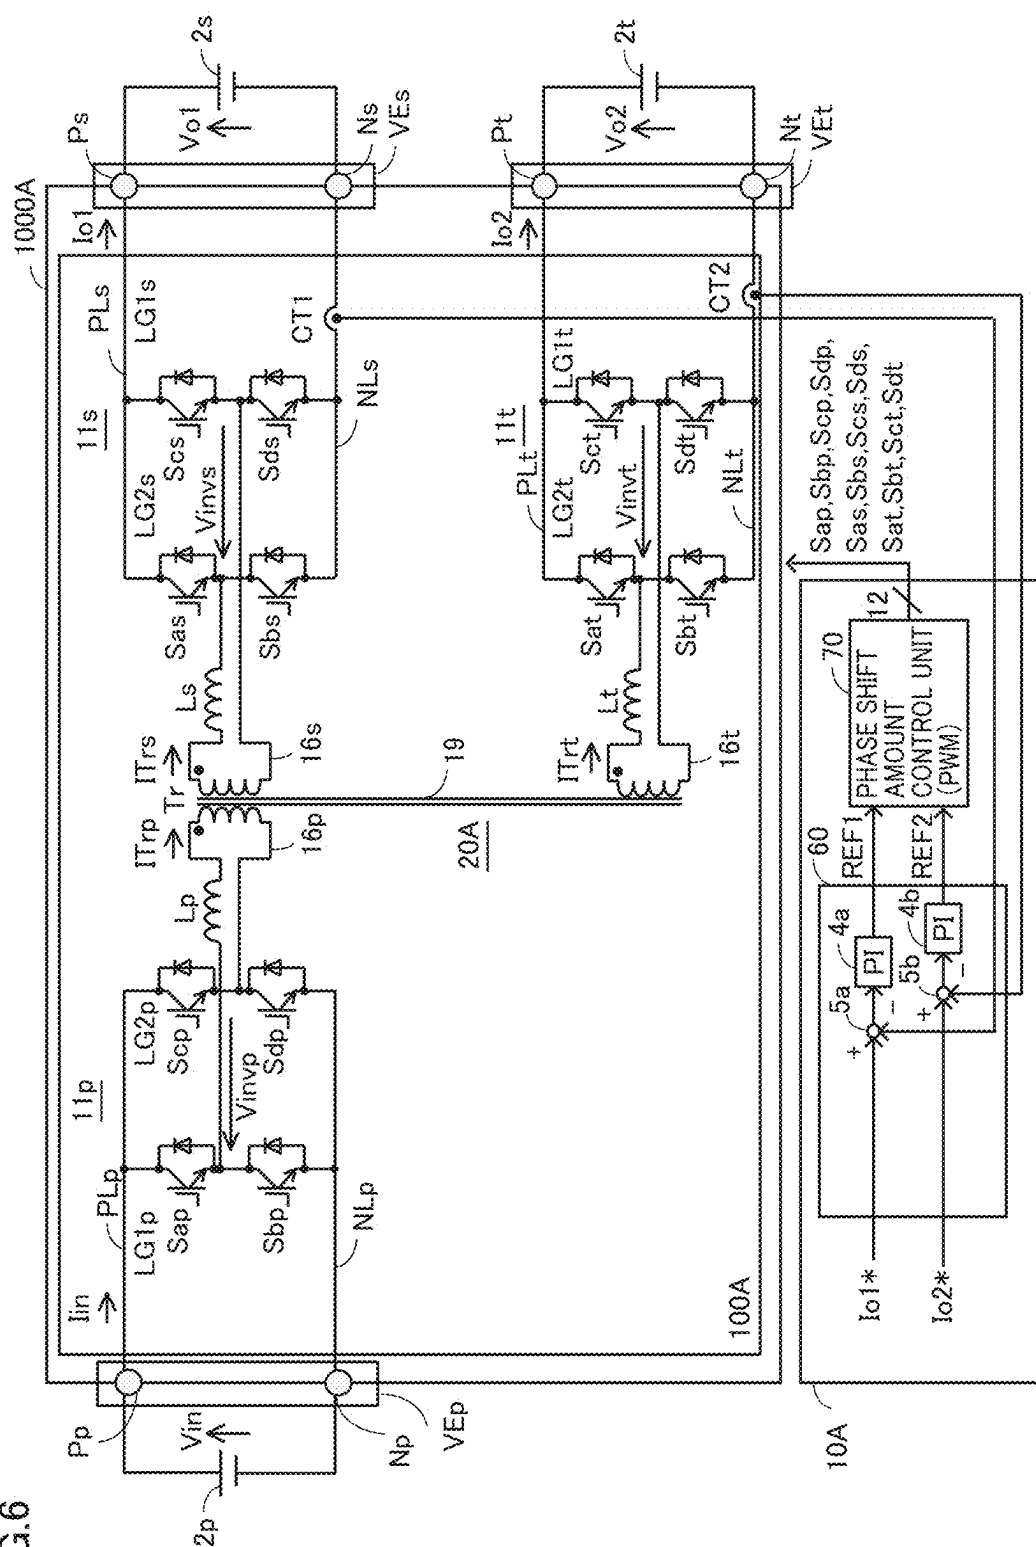 G.6
1000A
Iin
Io1
Pp
PLp
LG1p
11p
LG2p
ITrp
Tr
ITrs
LG2s
11s
PLs
LG1s
Ps
2s
Vo1
2p
Vin
Sap
Scp
Lp
Ls
Sas
Scs
Vinvp
Vinvs
Sbp
Sdp
16p
16s
Sbs
Sds
CT1
Ns
VEs
Np
VEp
NLp
NLs
20A
19
PLt
LG2t
11t
LG1t
Io2
Pt
2t
Vo2
ITrt
Lt
Sat
Sct
Vinvt
16t
Sbt
Sdt
NLt
CT2
Nt
VEt
100A
Sap,Sbp,Scp,Sdp,
Sas,Sbs,Scs,Sds,
Sat,Sbt,Sct,Sdt
10A
60
70
12
Io1*
+
5a
−
4a
PI
REF1
PHASE SHIFT
AMOUNT
CONTROL UNIT
(PWM)
Io2*
+
5b
−
4b
PI
REF2